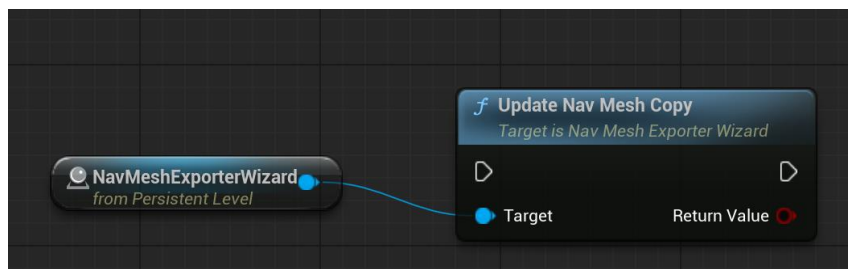 NavMeshExporterWizard
from Persistent Level
f Update Nav Mesh Copy
Target is Nav Mesh Exporter Wizard
Target
Return Value